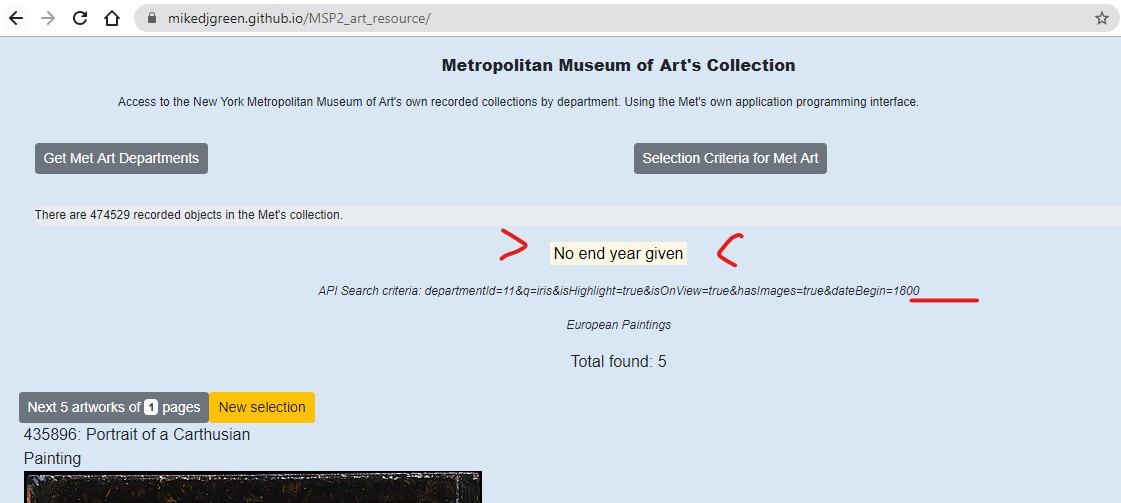 mikedjgreen.github.io/MSP2_art_resource/
Metropolitan Museum of Art's Collection
Access to the New York Metropolitan Museum of Art's own recorded collections by department. Using the Met's own application programming interface.
Get Met Art Departments
Selection Criteria for Met Art
There are 474529 recorded objects in the Met's collection.
No end year given
API Search criteria: departmentId=11&q=iris&isHighlight=true&isOnView=true&hasImages=true&dateBegin=1800
European Paintings
Total found: 5
Next 5 artworks of 1 pages
New selection
435896: Portrait of a Carthusian
Painting